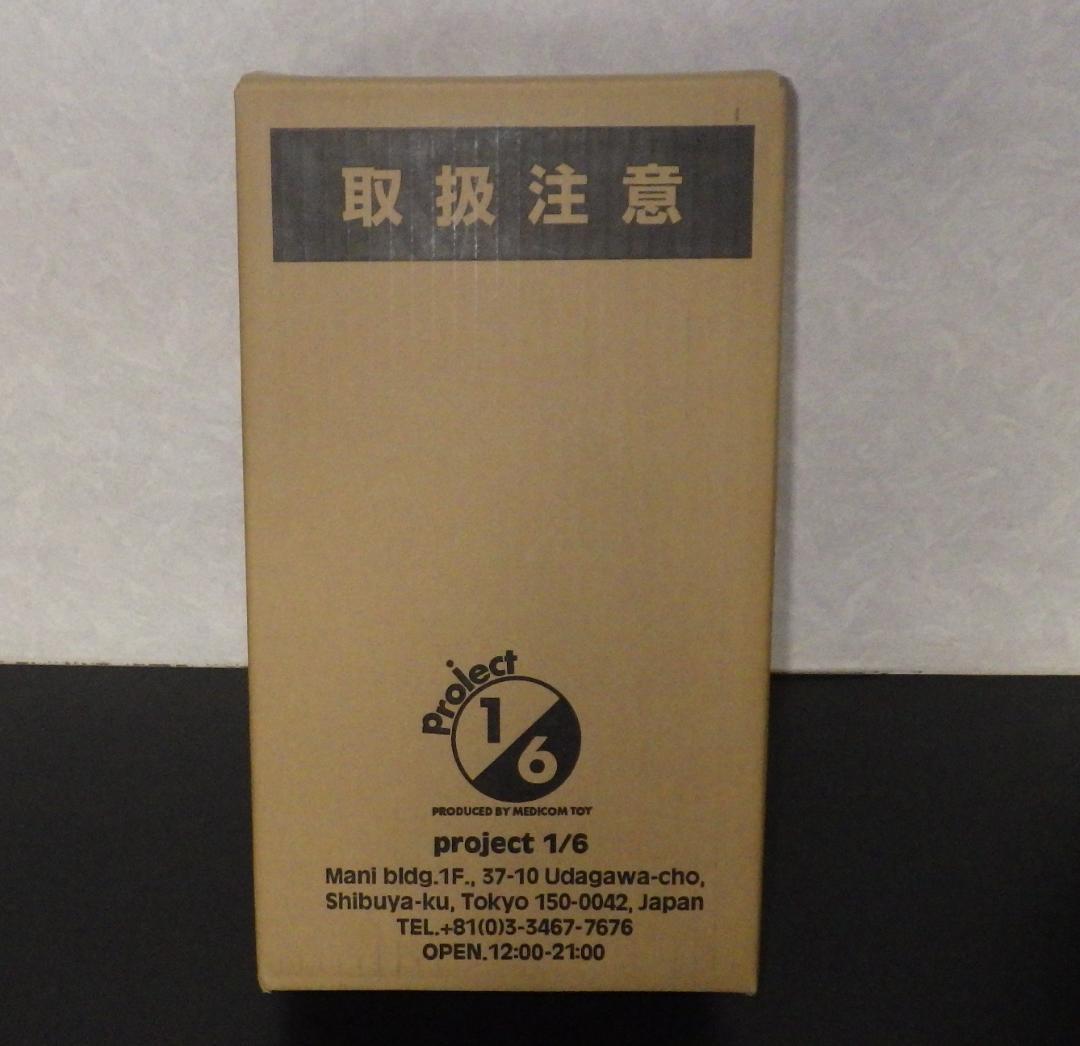 取扱注意
Project
1/6
PRODUCED BY MEDICOM TOY
project 1/6
Mani bldg.1F., 37-10 Udagawa-cho,
Shibuya-ku, Tokyo 150-0042, Japan
TEL.+81(0)3-3467-7676
OPEN.12:00-21:00